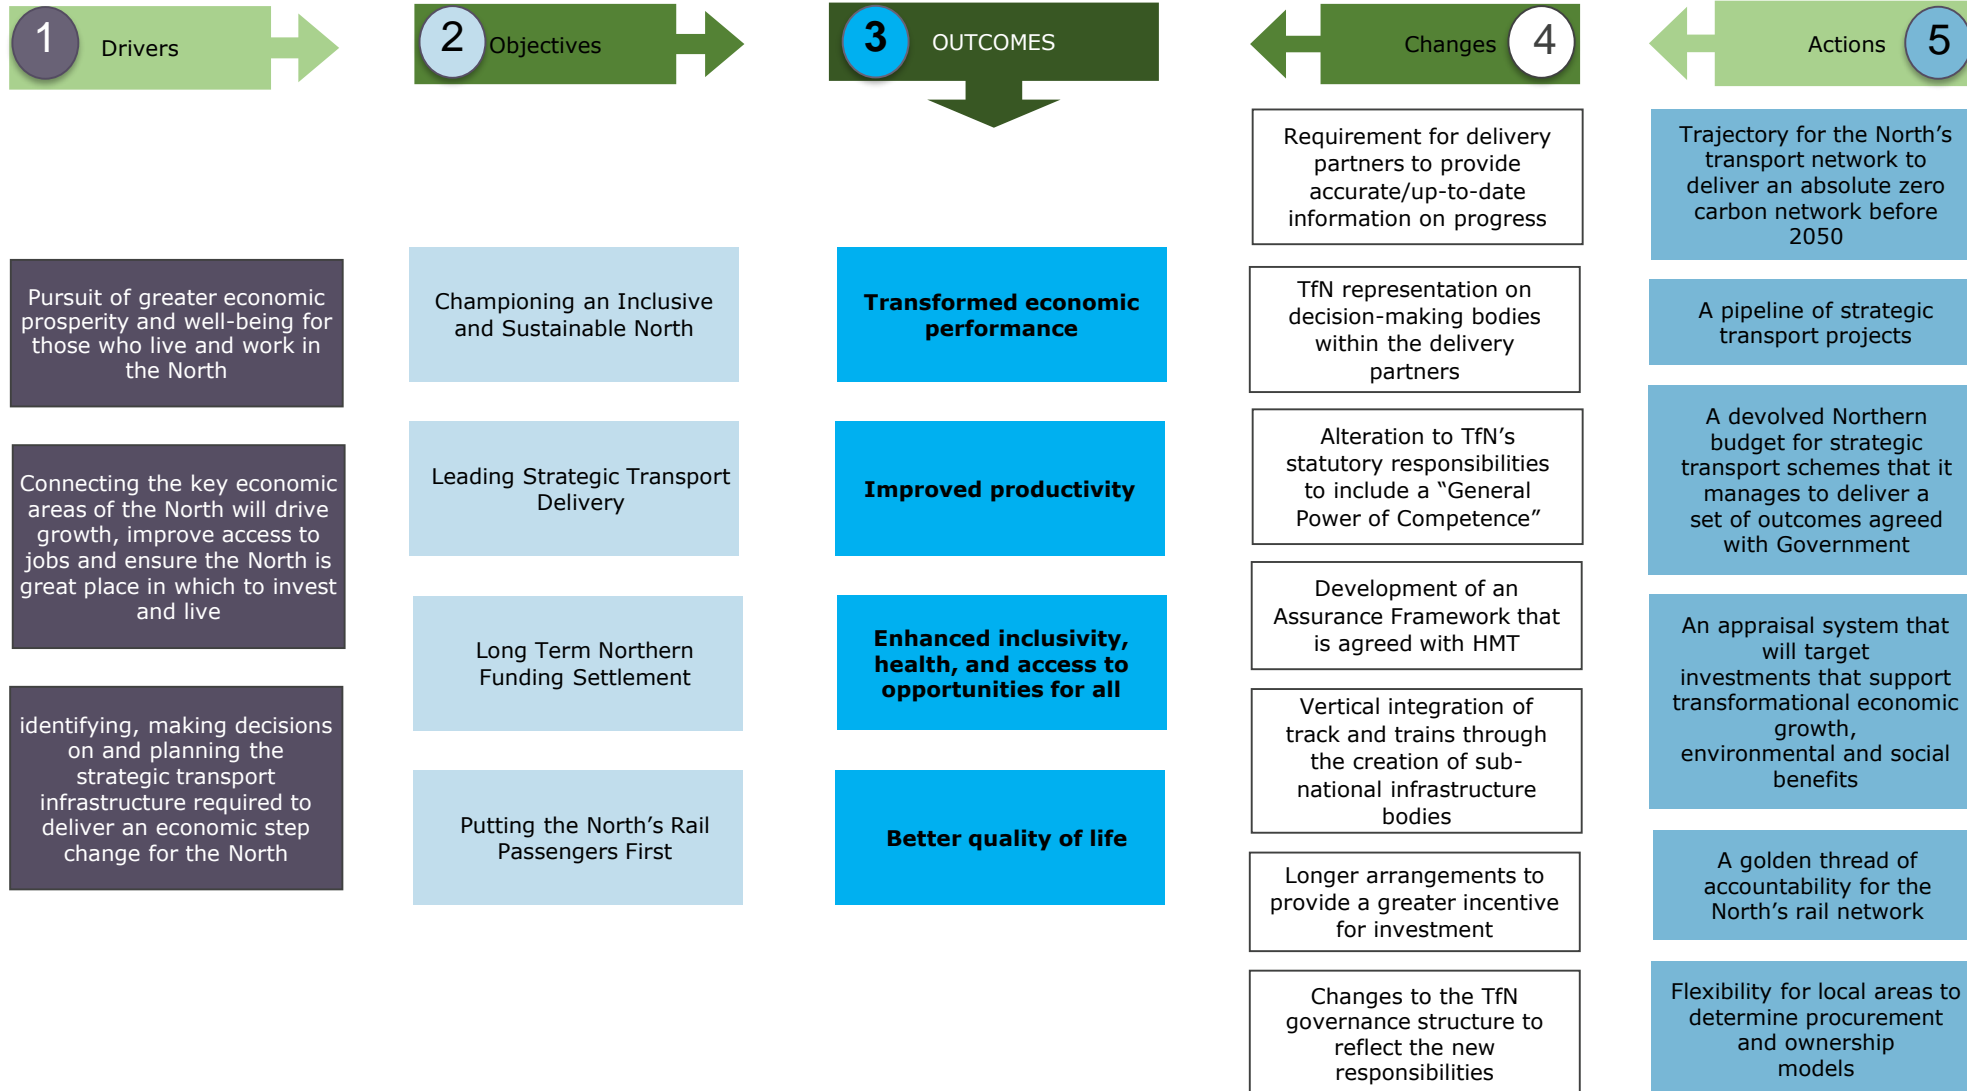 1
Drivers
2
Objectives
3
OUTCOMES
Changes
4
Actions
5
Pursuit of greater economic
prosperity and well-being for
those who live and work in
the North
Connecting the key economic
areas of the North will drive
growth, improve access to
jobs and ensure the North is
great place in which to invest
and live
identifying, making decisions
on and planning the
strategic transport
infrastructure required to
deliver an economic step
change for the North
Championing an Inclusive
and Sustainable North
Leading Strategic Transport
Delivery
Long Term Northern
Funding Settlement
Putting the North’s Rail
Passengers First
Transformed economic
performance
Improved productivity
Enhanced inclusivity,
health, and access to
opportunities for all
Better quality of life
Requirement for delivery
partners to provide
accurate/up-to-date
information on progress
TfN representation on
decision-making bodies
within the delivery
partners
Alteration to TfN’s
statutory responsibilities
to include a “General
Power of Competence”
Development of an
Assurance Framework that
is agreed with HMT
Vertical integration of
track and trains through
the creation of sub-
national infrastructure
bodies
Longer arrangements to
provide a greater incentive
for investment
Changes to the TfN
governance structure to
reflect the new
responsibilities
Trajectory for the North’s
transport network to
deliver an absolute zero
carbon network before
2050
A pipeline of strategic
transport projects
A devolved Northern
budget for strategic
transport schemes that it
manages to deliver a
set of outcomes agreed
with Government
An appraisal system that
will target
investments that support
transformational economic
growth,
environmental and social
benefits
A golden thread of
accountability for the
North’s rail network
Flexibility for local areas to
determine procurement
and ownership
models